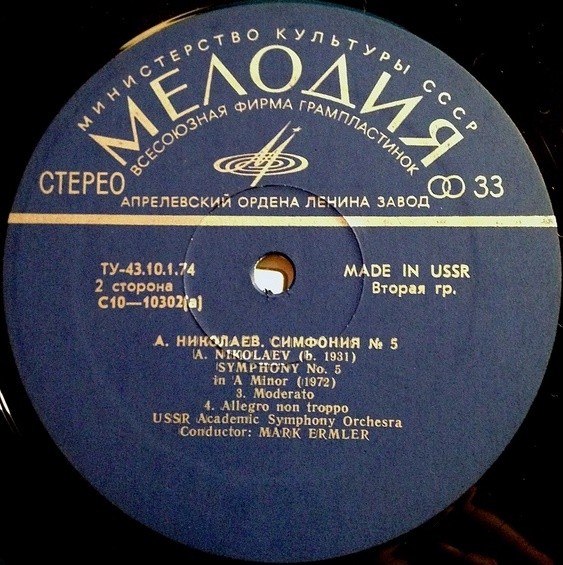 МИНИСТЕРСТВО КУЛЬТУРЫ СССР
МЕЛОДИЯ
ВСЕСОЮЗНАЯ ФИРМА ГРАМПЛАСТИНОК
СТЕРЕО
33
АПРЕЛЕВСКИЙ ОРДЕНА ЛЕНИНА ЗАВОД
ТУ-43.10.1.74
MADE IN USSR
2 сторона
Вторая гр.
С10—10302(a)
А. НИКОЛАЕВ. СИМФОНИЯ № 5
A. NIKOLAEV (b. 1931)
SYMPHONY No. 5
in A Minor (1972)
3. Moderato
4. Allegro non troppo
USSR Academic Symphony Orchesra
Conductor: MARK ERMLER